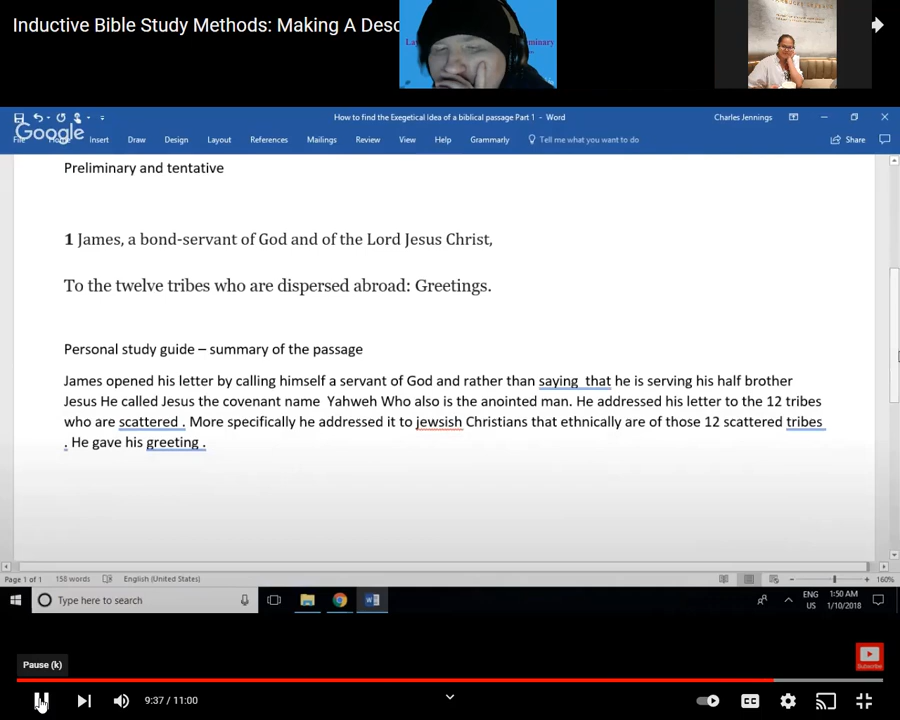 Inductive Bible Study Methods: Making A Desc
Google
How to find the Exegetical Idea of a biblical passage Part 1 - Word
Charles Jennings
File Insert Draw Design Layout References Mailings Review View Help Grammarly Tell me what you want to do Share
Preliminary and tentative
1 James, a bond-servant of God and of the Lord Jesus Christ,
To the twelve tribes who are dispersed abroad: Greetings.
Personal study guide – summary of the passage
James opened his letter by calling himself a servant of God and rather than saying that he is serving his half brother
Jesus He called Jesus the covenant name Yahweh Who also is the anointed man. He addressed his letter to the 12 tribes
who are scattered . More specifically he addressed it to jewsish Christians that ethnically are of those 12 scattered tribes
. He gave his greeting .
Page 1 of 1 158 words English (United States) 160%
Type here to search
ENG 1:50 AM
US 1/10/2018
Subscribe
Pause (k)
9:37 / 11:00
CC